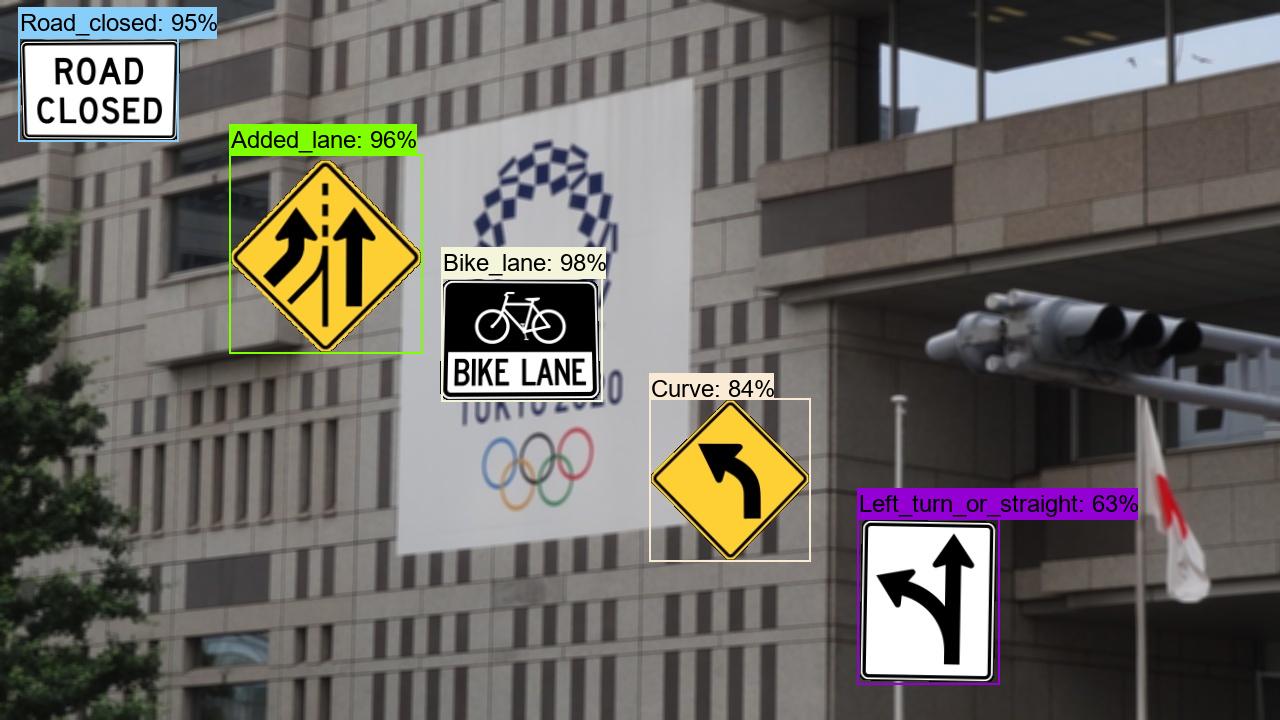 Road_closed: 95%
ROAD
CLOSED
Added_lane: 96%
Bike_lane: 98%
BIKE LANE
TOKYO 2020
Curve: 84%
Left_turn_or_straight: 63%